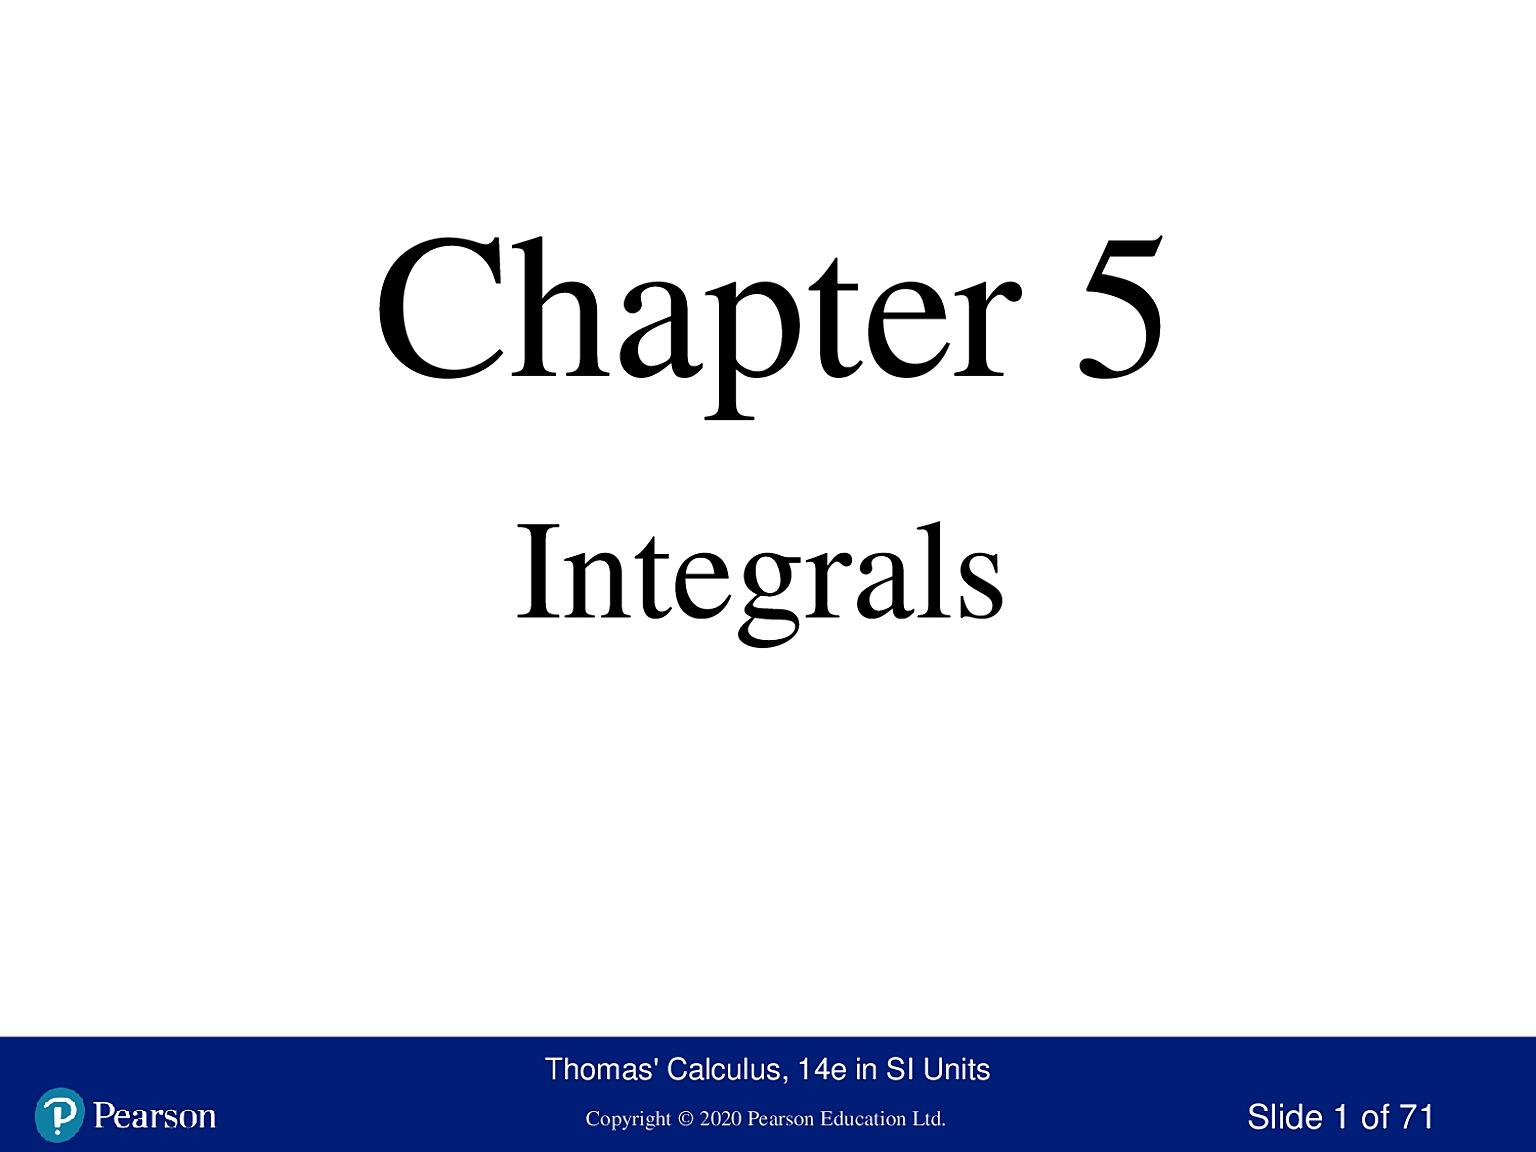 Chapter 5
Integrals
Thomas' Calculus, 14e in SI Units
Pearson
Copyright © 2020 Pearson Education Ltd.
Slide 1 of 71